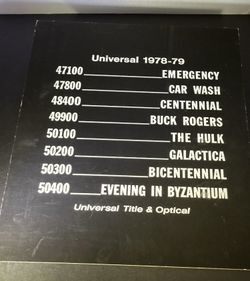 Universal 1978-79
47100 EMERGENCY
47800 CAR WASH
48400 CENTENNIAL
49900 BUCK ROGERS
50100 THE HULK
50200 GALACTICA
50300 BICENTENNIAL
50400 EVENING IN BYZANTIUM
Universal Title & Optical